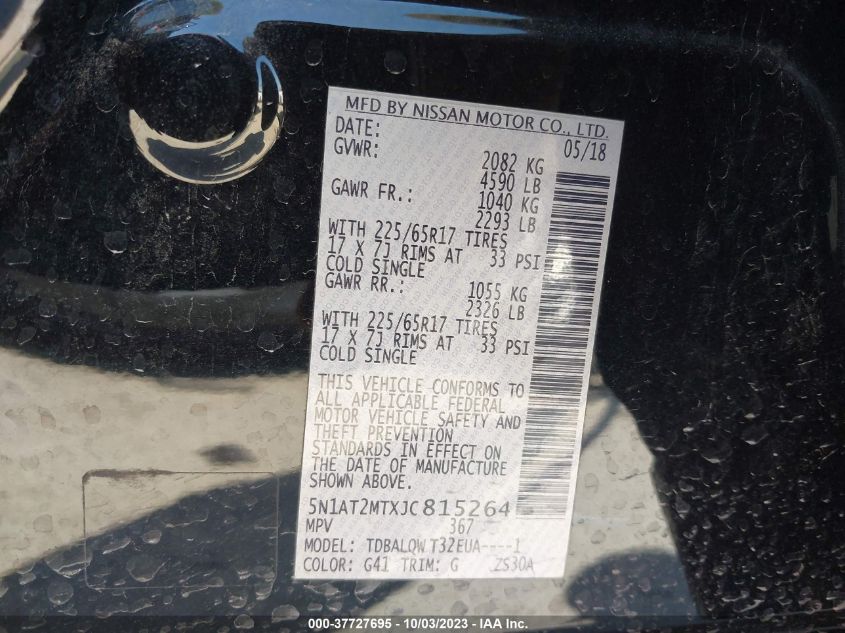 MFD BY NISSAN MOTOR CO., LTD.
DATE: 05/18
GVWR: 2082 KG
4590 LB
GAWR FR.: 1040 KG
2293 LB
WITH 225/65R17 TIRES
17 X 7J RIMS AT 33 PSI
COLD SINGLE
GAWR RR.: 1055 KG
2326 LB
WITH 225/65R17 TIRES
17 X 7J RIMS AT 33 PSI
COLD SINGLE
THIS VEHICLE CONFORMS TO
ALL APPLICABLE FEDERAL
MOTOR VEHICLE SAFETY AND
THEFT PREVENTION
STANDARDS IN EFFECT ON
THE DATE OF MANUFACTURE
SHOWN ABOVE.
5N1AT2MTXJC815264
MPV 367
MODEL: TDBALQW T32EUA----1
COLOR: G41 TRIM: G ZS30A
000-37727695 - 10/03/2023 - IAA Inc.